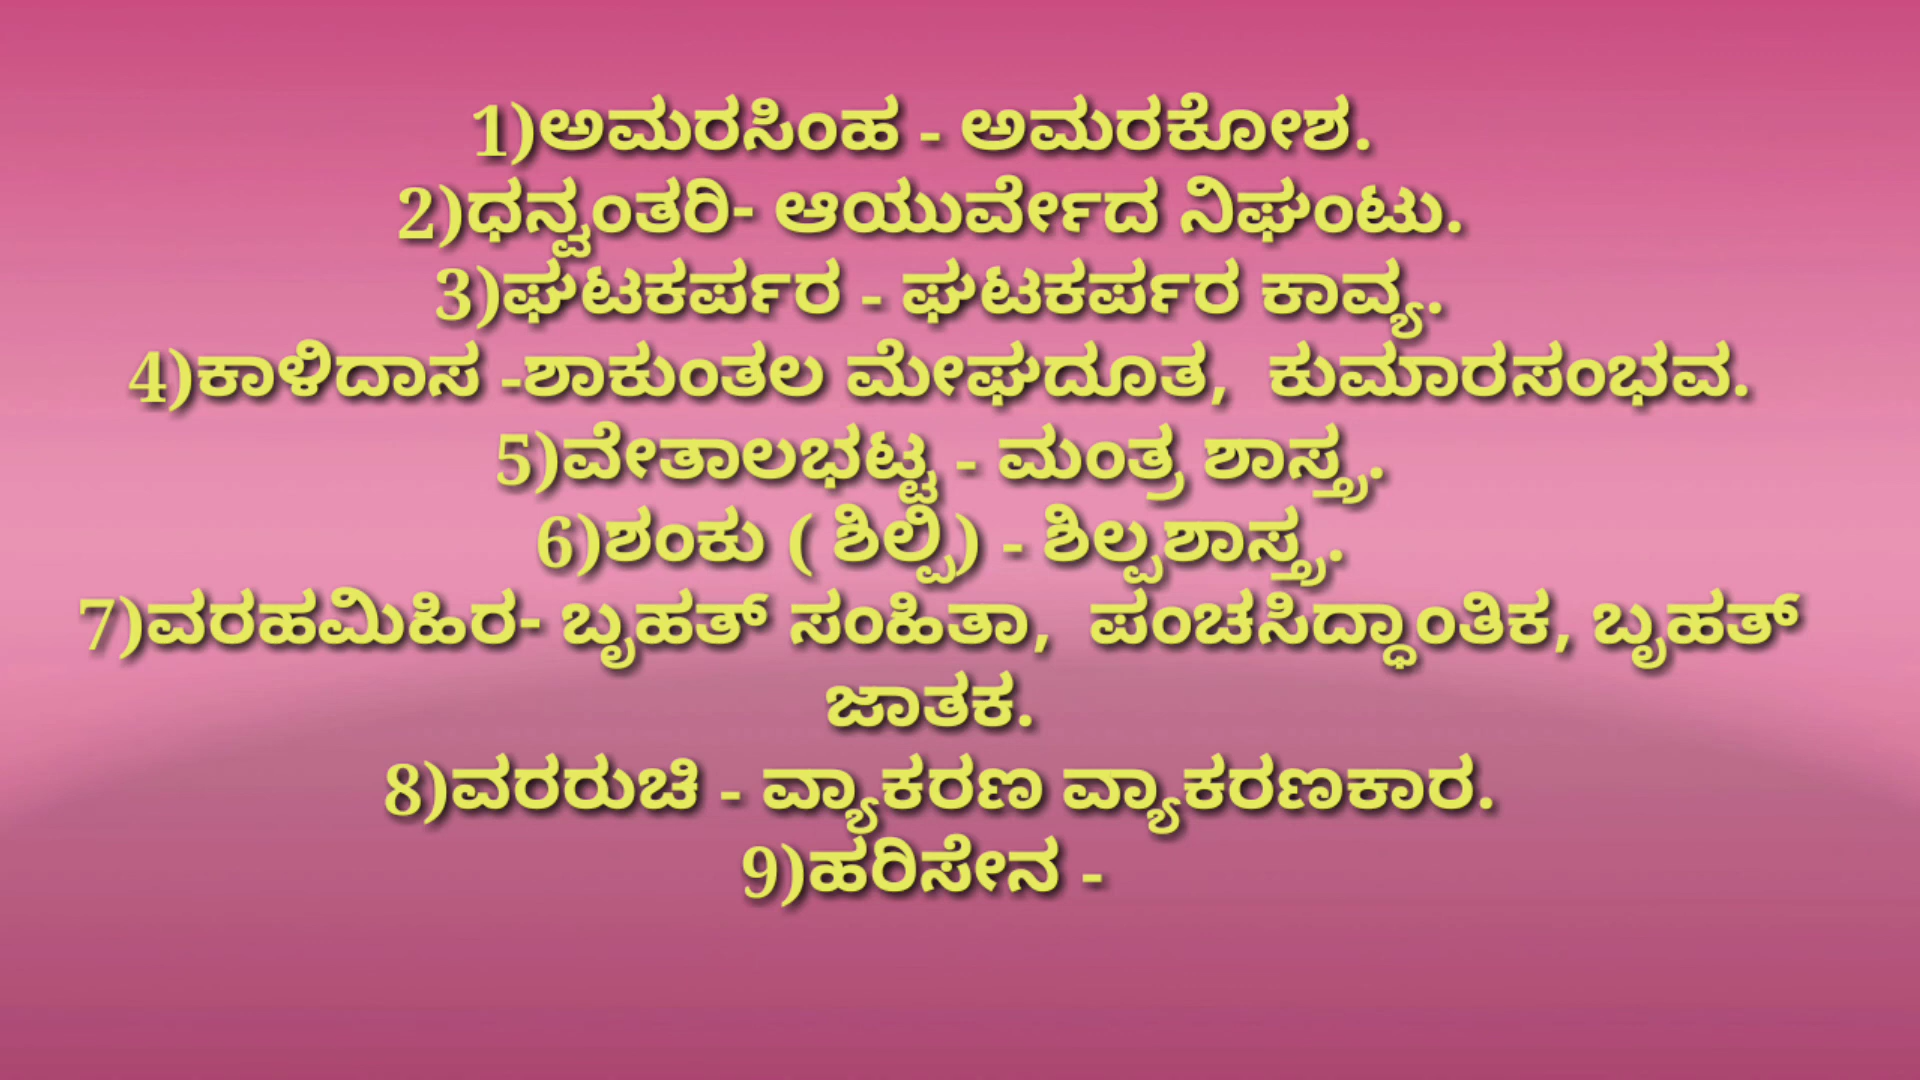 1)ಅಮರಸಿಂಹ - ಅಮರಕೋಶ.
2)ಧನ್ವಂತರಿ- ಆಯುರ್ವೇದ ನಿಘಂಟು.
3)ಘಟಕರ್ಪರ - ಘಟಕರ್ಪರ ಕಾವ್ಯ.
4)ಕಾಳಿದಾಸ -ಶಾಕುಂತಲ ಮೇಘದೂತ, ಕುಮಾರಸಂಭವ.
5)ವೇತಾಲಭಟ್ಟ - ಮಂತ್ರ ಶಾಸ್ತ್ರ.
6)ಶಂಕು ( ಶಿಲ್ಪಿ) - ಶಿಲ್ಪಶಾಸ್ತ್ರ.
7)ವರಹಮಿಹಿರ- ಬೃಹತ್ ಸಂಹಿತಾ, ಪಂಚಸಿದ್ಧಾಂತಿಕ, ಬೃಹತ್
ಜಾತಕ.
8)ವರರುಚಿ - ವ್ಯಾಕರಣ ವ್ಯಾಕರಣಕಾರ.
9)ಹರಿಸೇನ -